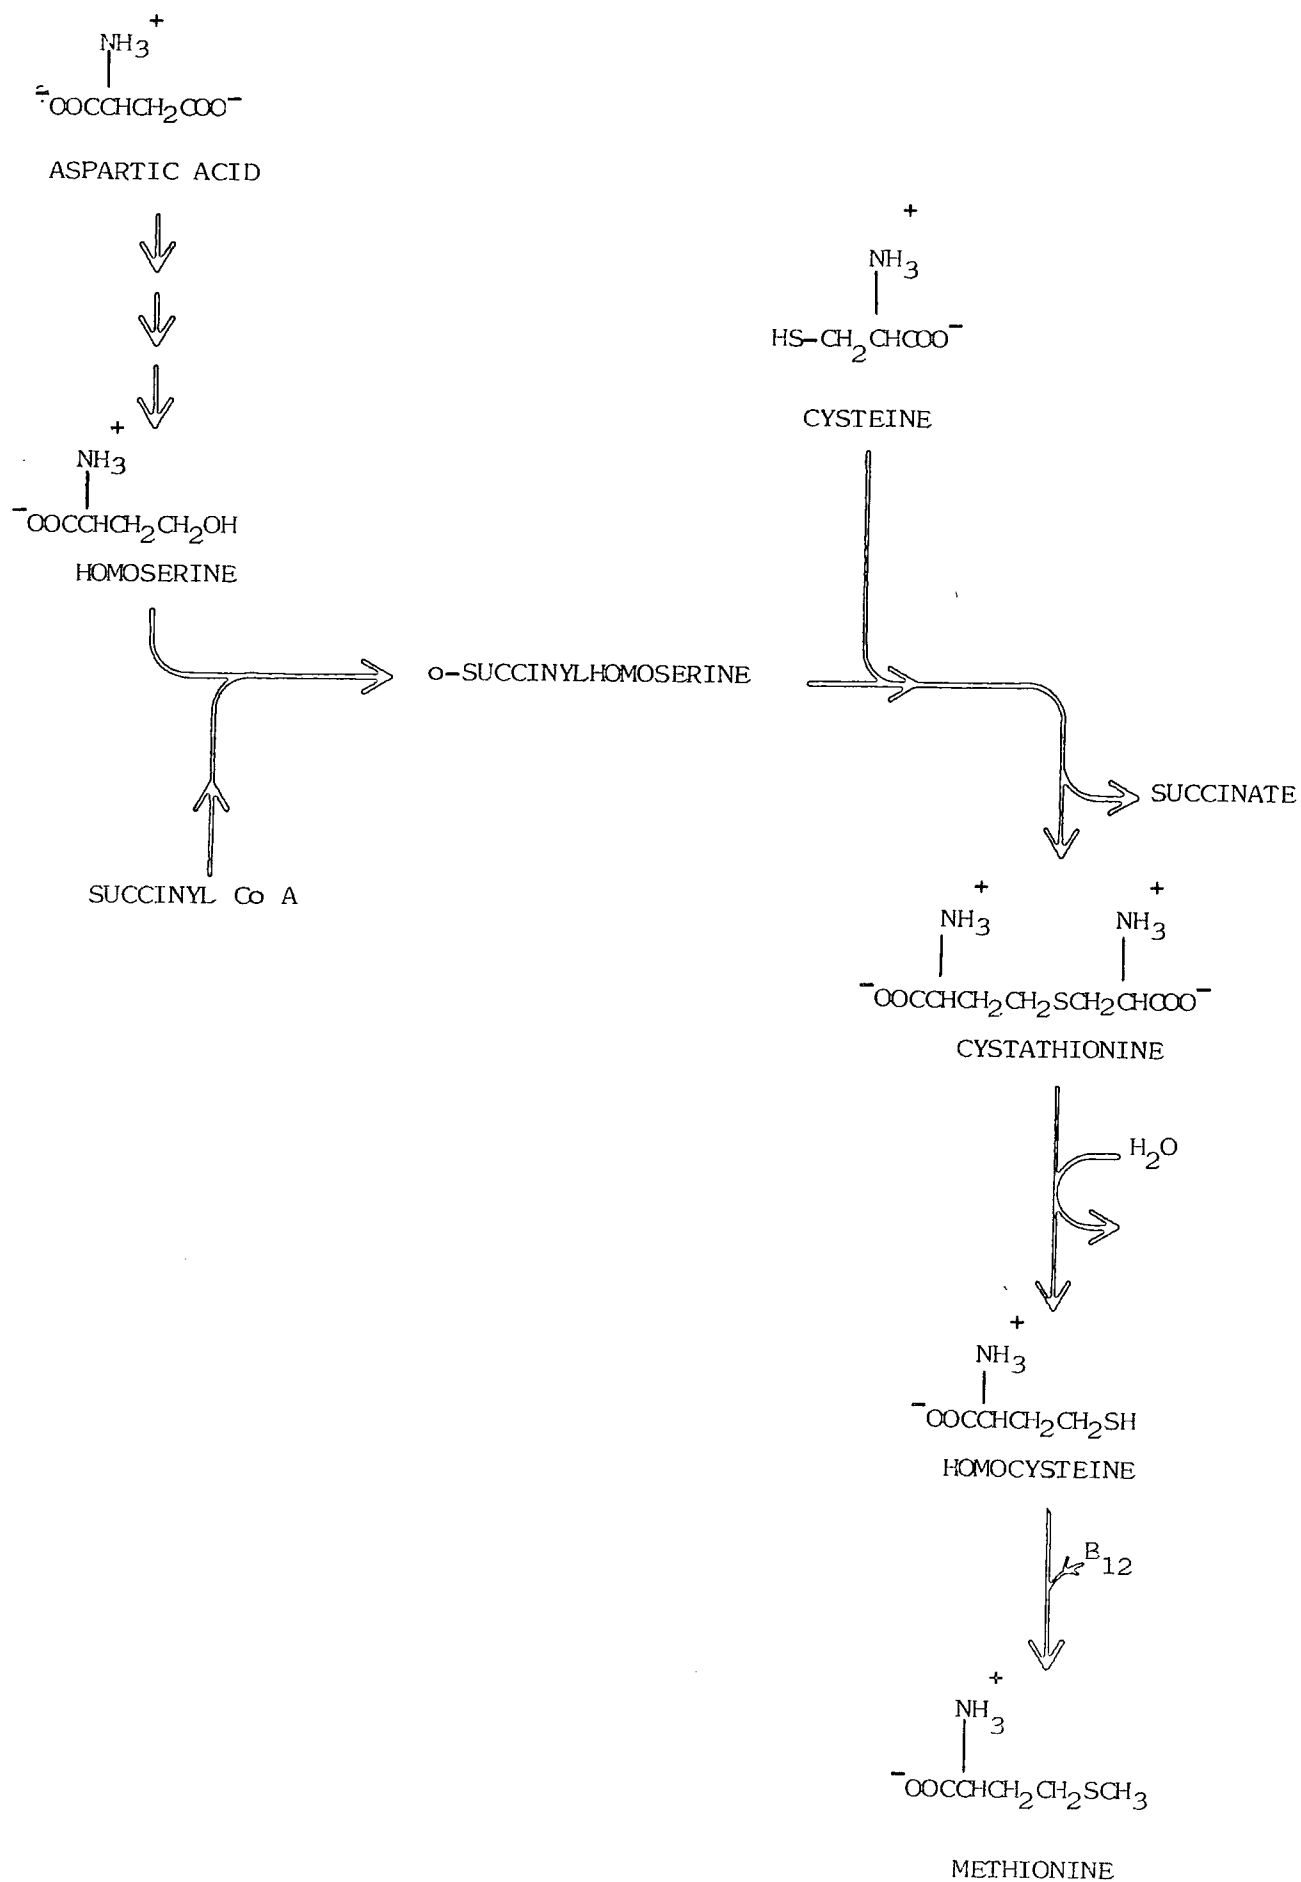 +
NH3
-OOCCHCH2COO-
ASPARTIC ACID
+
NH3
HS-CH2CHCOO-
CYSTEINE
+
NH3
-OOCCHCH2CH2OH
HOMOSERINE
o-SUCCINYLHOMOSERINE
SUCCINATE
SUCCINYL Co A
+ +
NH3 NH3
-OOCCHCH2CH2SCH2CHCOO-
CYSTATHIONINE
H2O
+
NH3
-OOCCHCH2CH2SH
HOMOCYSTEINE
B12
+
NH3
-OOCCHCH2CH2SCH3
METHIONINE